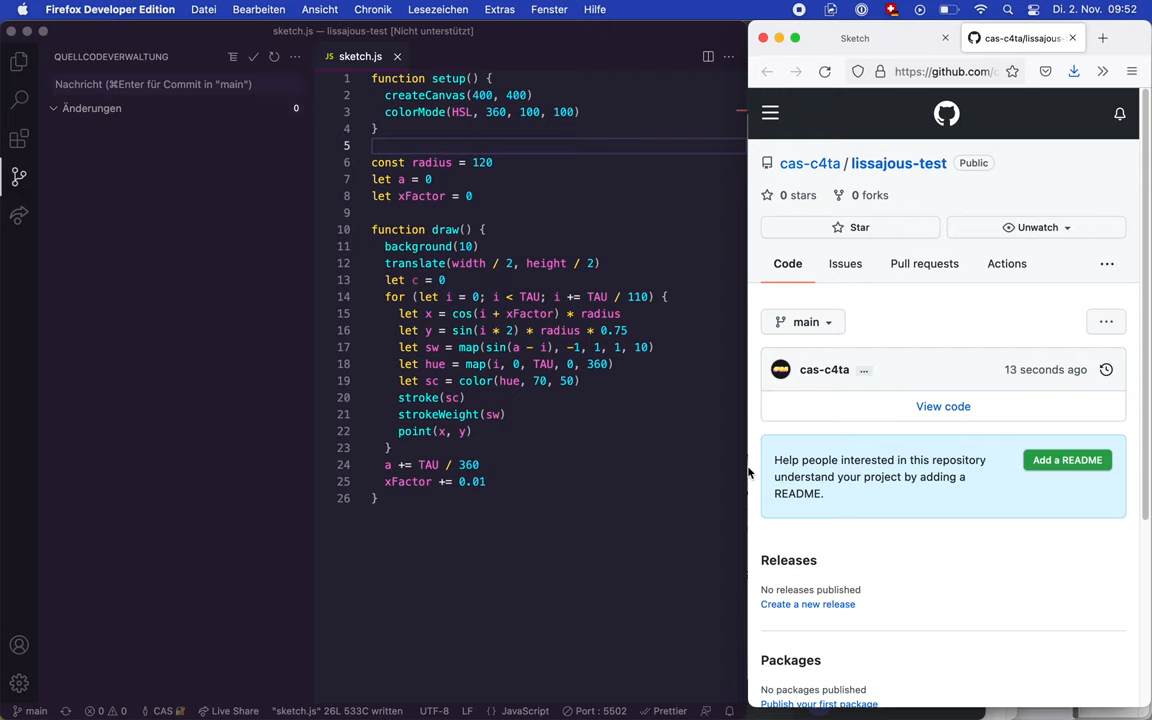 Firefox Developer Edition Datei Bearbeiten Ansicht Chronik Lesezeichen Extras Fenster Hilfe Di. 2. Nov. 09:52
sketch.js — lissajous-test [Nicht unterstützt]
QUELLCODEVERWALTUNG
Nachricht (⌘Enter für Commit in "main")
Änderungen 0
JS sketch.js
1 function setup() {
2 createCanvas(400, 400)
3 colorMode(HSL, 360, 100, 100)
4 }
5
6 const radius = 120
7 let a = 0
8 let xFactor = 0
9
10 function draw() {
11 background(10)
12 translate(width / 2, height / 2)
13 let c = 0
14 for (let i = 0; i < TAU; i += TAU / 110) {
15 let x = cos(i + xFactor) * radius
16 let y = sin(i * 2) * radius * 0.75
17 let sw = map(sin(a - i), -1, 1, 1, 10)
18 let hue = map(i, 0, TAU, 0, 360)
19 let sc = color(hue, 70, 50)
20 stroke(sc)
21 strokeWeight(sw)
22 point(x, y)
23 }
24 a += TAU / 360
25 xFactor += 0.01
26 }
main 0 0 CAS Live Share "sketch.js" 26L 533C written UTF-8 LF {} JavaScript Port : 5502 Prettier
Sketch cas-c4ta/lissajous-
https://github.com/c
cas-c4ta / lissajous-test Public
0 stars 0 forks
Star Unwatch
Code Issues Pull requests Actions ...
main ...
cas-c4ta ... 13 seconds ago
View code
Help people interested in this repository
understand your project by adding a
README.
Add a README
Releases
No releases published
Create a new release
Packages
No packages published
Publish your first package